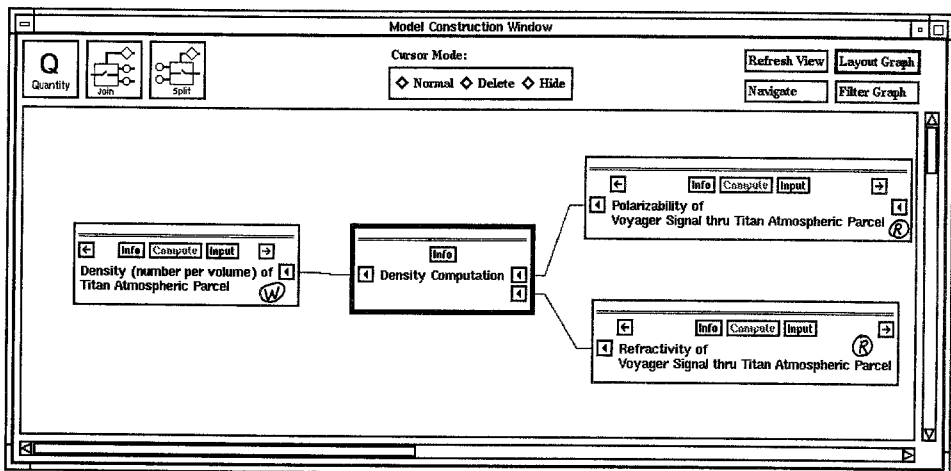 Model Construction Window
Q
Quantity
Join
Split
Cursor Mode:
Normal Delete Hide
Refresh View Layout Graph
Navigate Filter Graph
Info Compute Input
Density (number per volume) of
Titan Atmospheric Parcel
W
Info
Density Computation
Info Compute Input
Polarizability of
Voyager Signal thru Titan Atmospheric Parcel
R
Info Compute Input
R
Refractivity of
Voyager Signal thru Titan Atmospheric Parcel